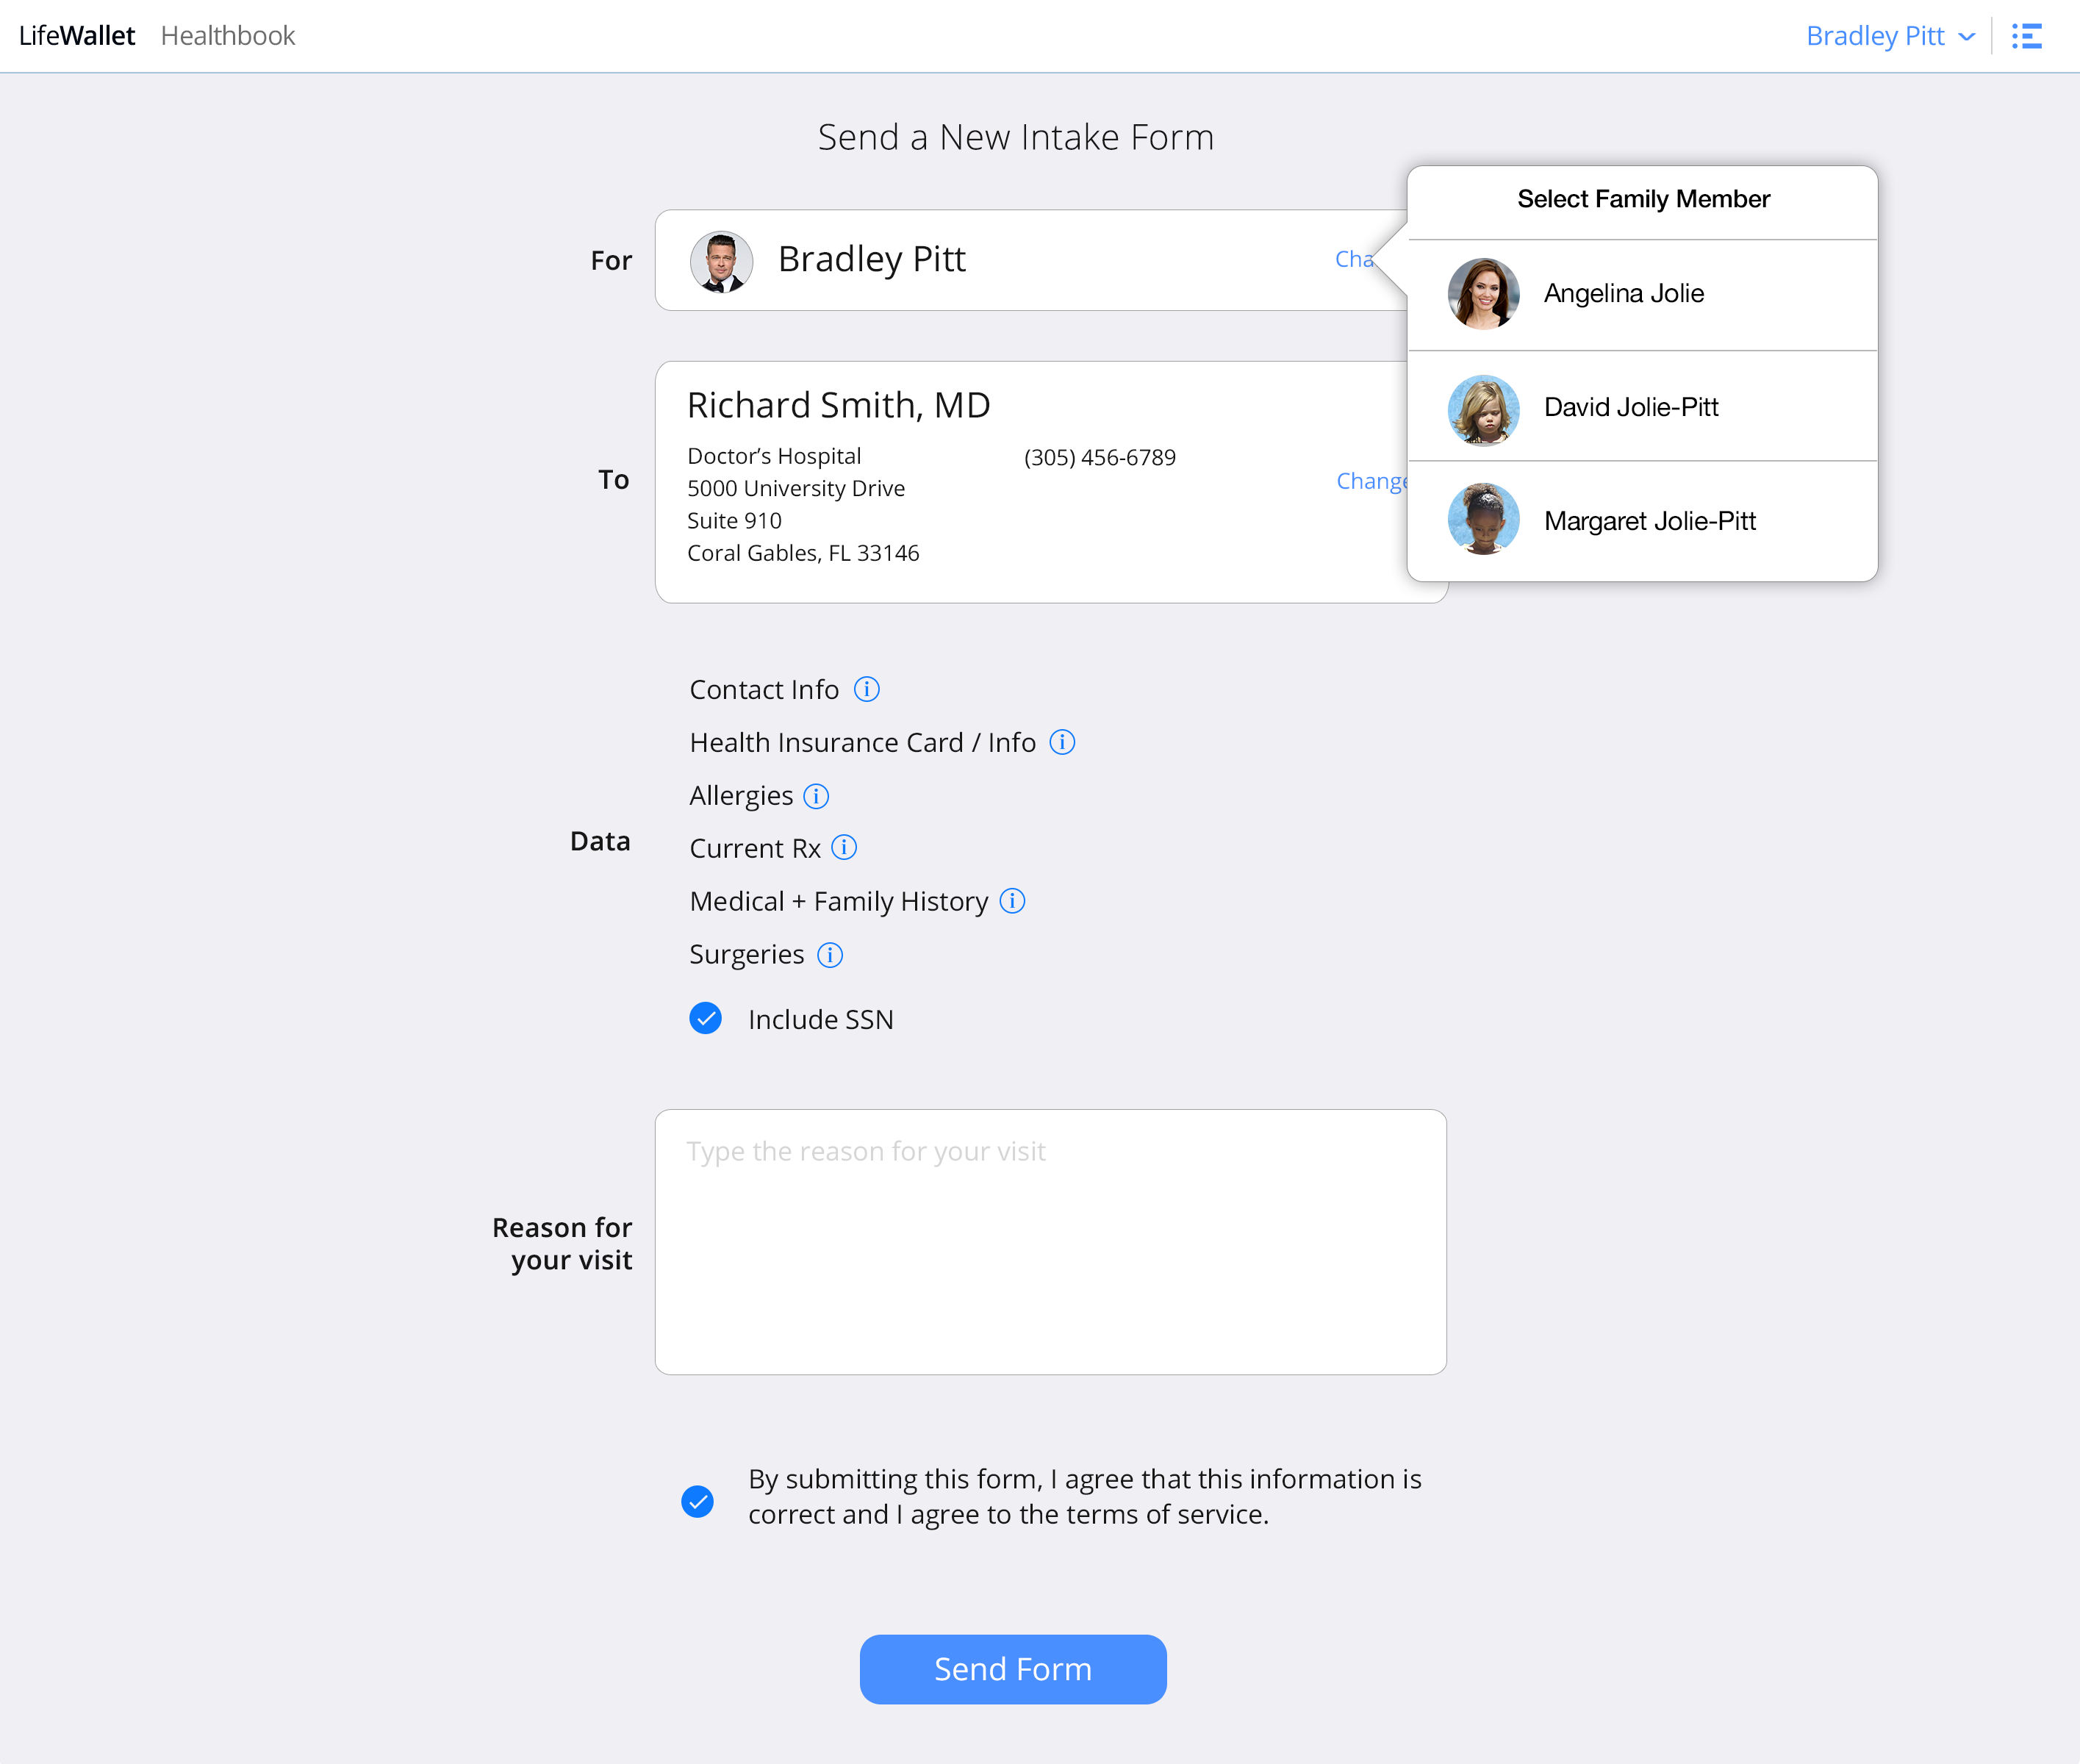 LifeWallet Healthbook
Bradley Pitt
Send a New Intake Form
For
Bradley Pitt
Select Family Member
Angelina Jolie
David Jolie-Pitt
Margaret Jolie-Pitt
To
Richard Smith, MD
Doctor’s Hospital
(305) 456-6789
5000 University Drive
Suite 910
Coral Gables, FL 33146
Change
Data
Contact Info
Health Insurance Card / Info
Allergies
Current Rx
Medical + Family History
Surgeries
Include SSN
Reason for
your visit
Type the reason for your visit
By submitting this form, I agree that this information is
correct and I agree to the terms of service.
Send Form